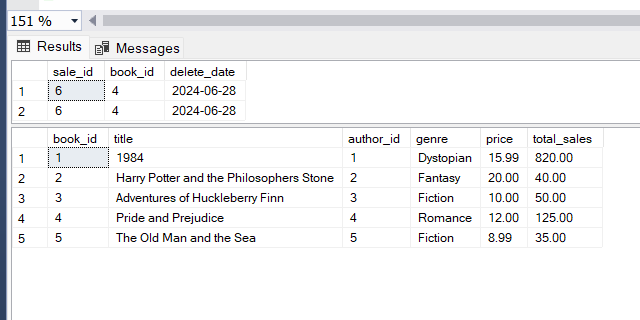 151 %
Results Messages
sale_id book_id delete_date
1 6 4 2024-06-28
2 6 4 2024-06-28
book_id title author_id genre price total_sales
1 1 1984 1 Dystopian 15.99 820.00
2 2 Harry Potter and the Philosophers Stone 2 Fantasy 20.00 40.00
3 3 Adventures of Huckleberry Finn 3 Fiction 10.00 50.00
4 4 Pride and Prejudice 4 Romance 12.00 125.00
5 5 The Old Man and the Sea 5 Fiction 8.99 35.00